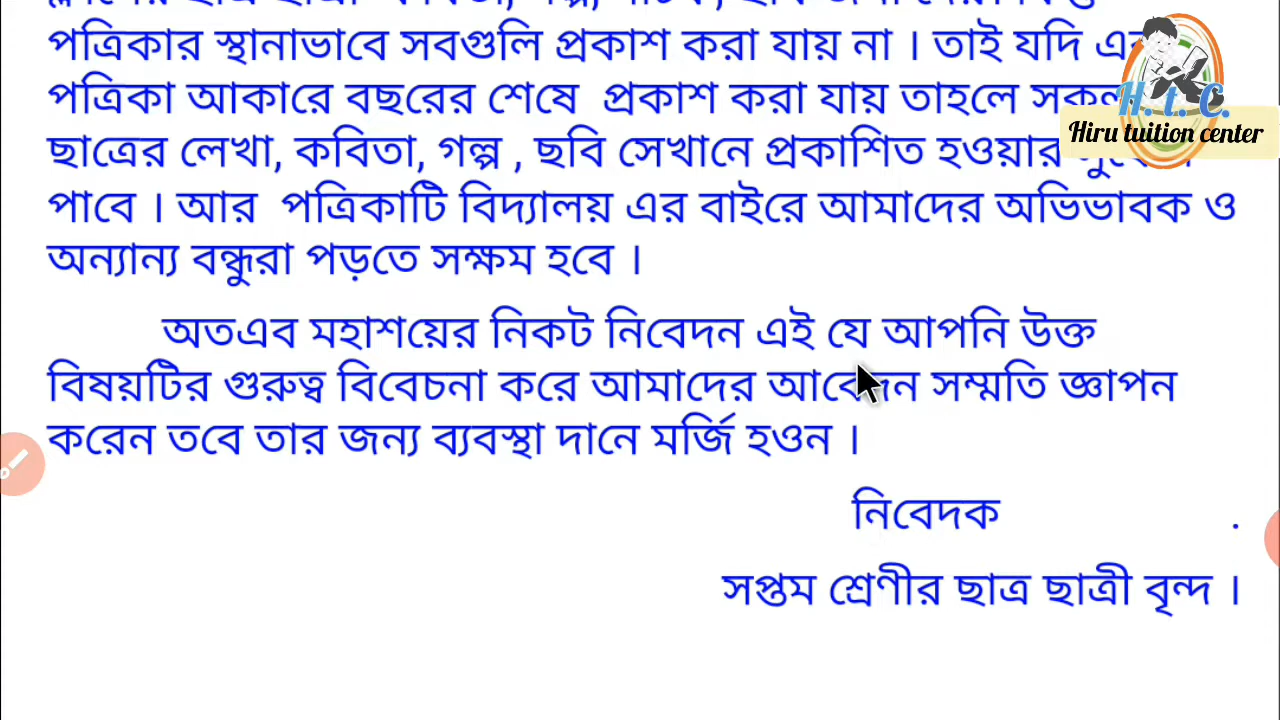 পত্রিকার স্থানাভাবে সবগুলি প্রকাশ করা যায় না । তাই যদি
পত্রিকা আকারে বছরের শেষে প্রকাশ করা যায় তাহলে সকল
ছাত্রের লেখা, কবিতা, গল্প , ছবি সেখানে প্রকাশিত হওয়ার
পাবে । আর পত্রিকাটি বিদ্যালয় এর বাইরে আমাদের অভিভাবক ও
অন্যান্য বন্ধুরা পড়তে সক্ষম হবে ।
অতএব মহাশয়ের নিকট নিবেদন এই যে আপনি উক্ত
বিষয়টির গুরুত্ব বিবেচনা করে আমাদের আবেদন সম্মতি জ্ঞাপন
করেন তবে তার জন্য ব্যবস্থা দানে মর্জি হওন ।
নিবেদক .
সপ্তম শ্রেণীর ছাত্র ছাত্রী বৃন্দ ।
H. t. C.
Hiru tuition center